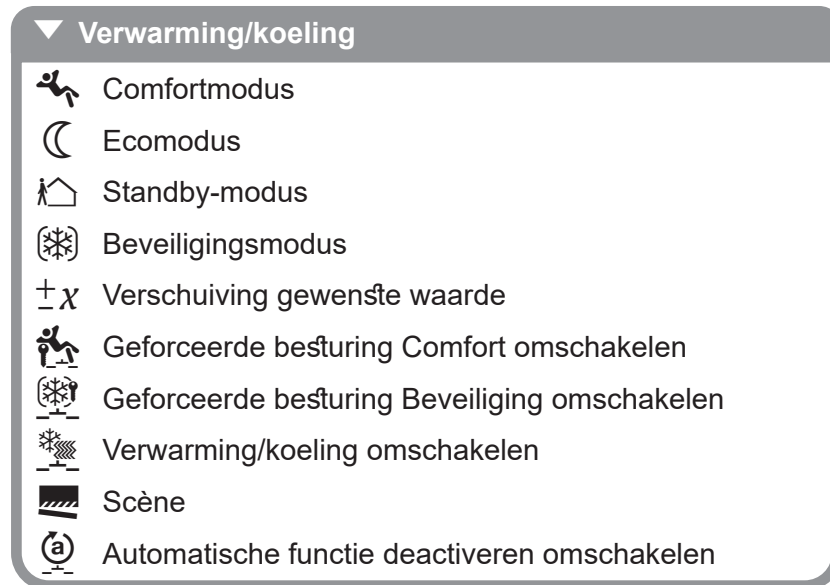 Verwarming/koeling
Comfortmodus
Ecomodus
Standby-modus
Beveiligingsmodus
±x Verschuiving gewenste waarde
Geforceerde besturing Comfort omschakelen
Geforceerde besturing Beveiliging omschakelen
Verwarming/koeling omschakelen
Scène
a Automatische functie deactiveren omschakelen